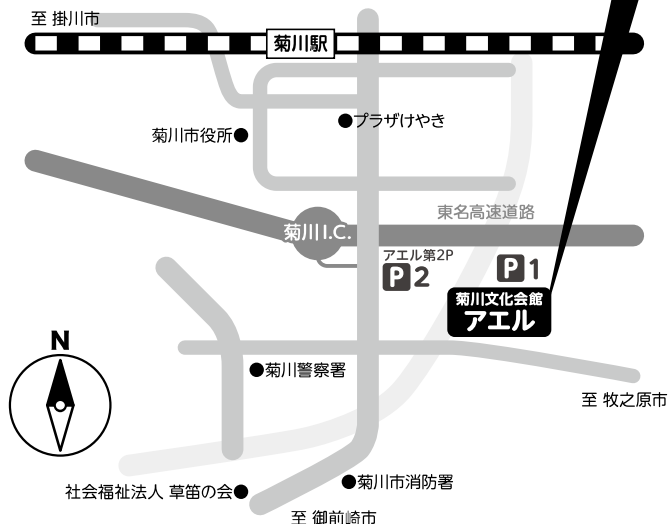 至 掛川市
菊川駅
プラザけやき
菊川市役所
東名高速道路
菊川I.C.
アエル第2P
P2
P1
菊川文化会館
アエル
N
菊川警察署
至 牧之原市
社会福祉法人 草笛の会
菊川市消防署
至 御前崎市